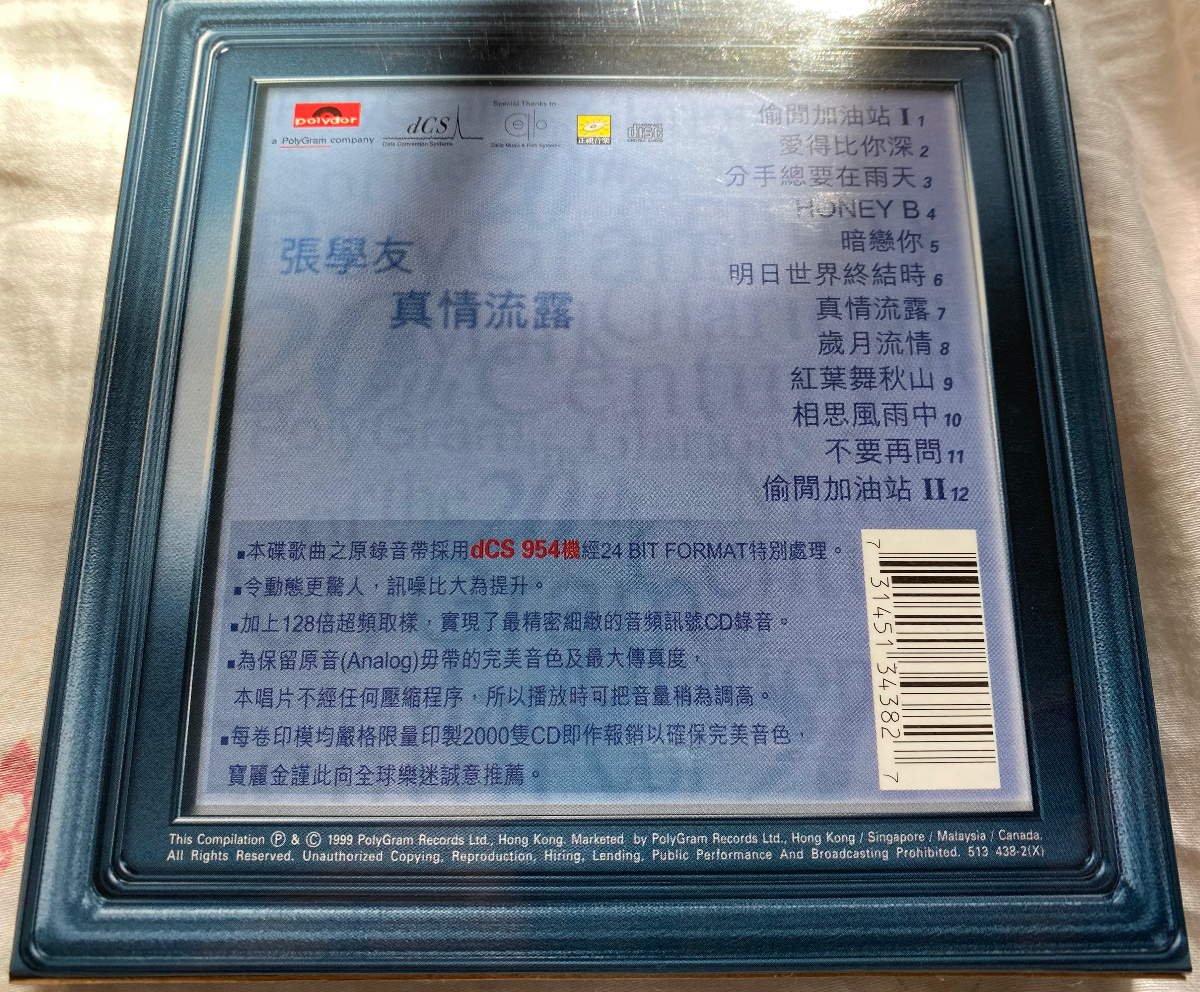 polydor
a PolyGram company
dCS
Data Conversion Systems
Special Thanks to
正視音樂
disc
偷閒加油站 I 1
愛得比你深 2
分手總要在雨天 3
HONEY B 4
暗戀你 5
明日世界終結時 6
真情流露 7
歲月流情 8
紅葉舞秋山 9
相思風雨中 10
不要再問 11
偷閒加油站 II 12
張學友
真情流露
■本碟歌曲之原錄音帶採用dCS 954機經24 BIT FORMAT特別處理。
■令動態更驚人，訊噪比大為提升。
■加上128倍超頻取樣，實現了最精密細緻的音頻訊號CD錄音。
■為保留原音(Analog)毋帶的完美音色及最大傳真度，
本唱片不經任何壓縮程序，所以播放時可把音量稍為調高。
■每卷印模均嚴格限量印製2000隻CD即作報銷以確保完美音色，
寶麗金謹此向全球樂迷誠意推薦。
7 31451 34382 7
This Compilation Ⓟ & Ⓒ 1999 PolyGram Records Ltd., Hong Kong. Marketed by PolyGram Records Ltd., Hong Kong / Singapore / Malaysia / Canada.
All Rights Reserved. Unauthorized Copying, Reproduction, Hiring, Lending, Public Performance And Broadcasting Prohibited. 513 438-2(X)